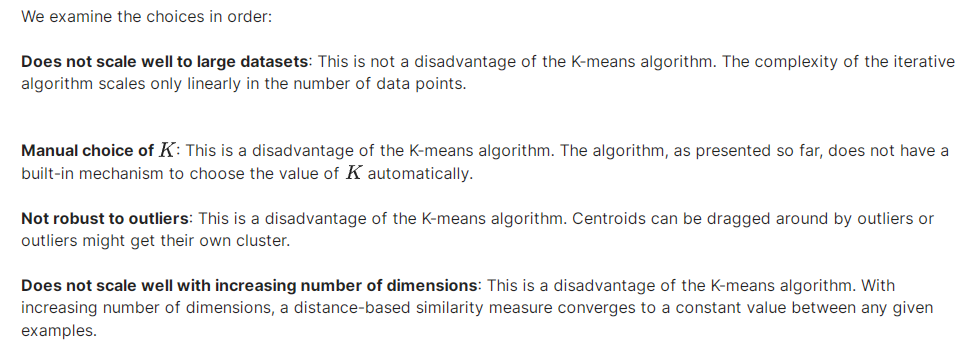 We examine the choices in order:
Does not scale well to large datasets: This is not a disadvantage of the K-means algorithm. The complexity of the iterative
algorithm scales only linearly in the number of data points.
Manual choice of K: This is a disadvantage of the K-means algorithm. The algorithm, as presented so far, does not have a
built-in mechanism to choose the value of K automatically.
Not robust to outliers: This is a disadvantage of the K-means algorithm. Centroids can be dragged around by outliers or
outliers might get their own cluster.
Does not scale well with increasing number of dimensions: This is a disadvantage of the K-means algorithm. With
increasing number of dimensions, a distance-based similarity measure converges to a constant value between any given
examples.